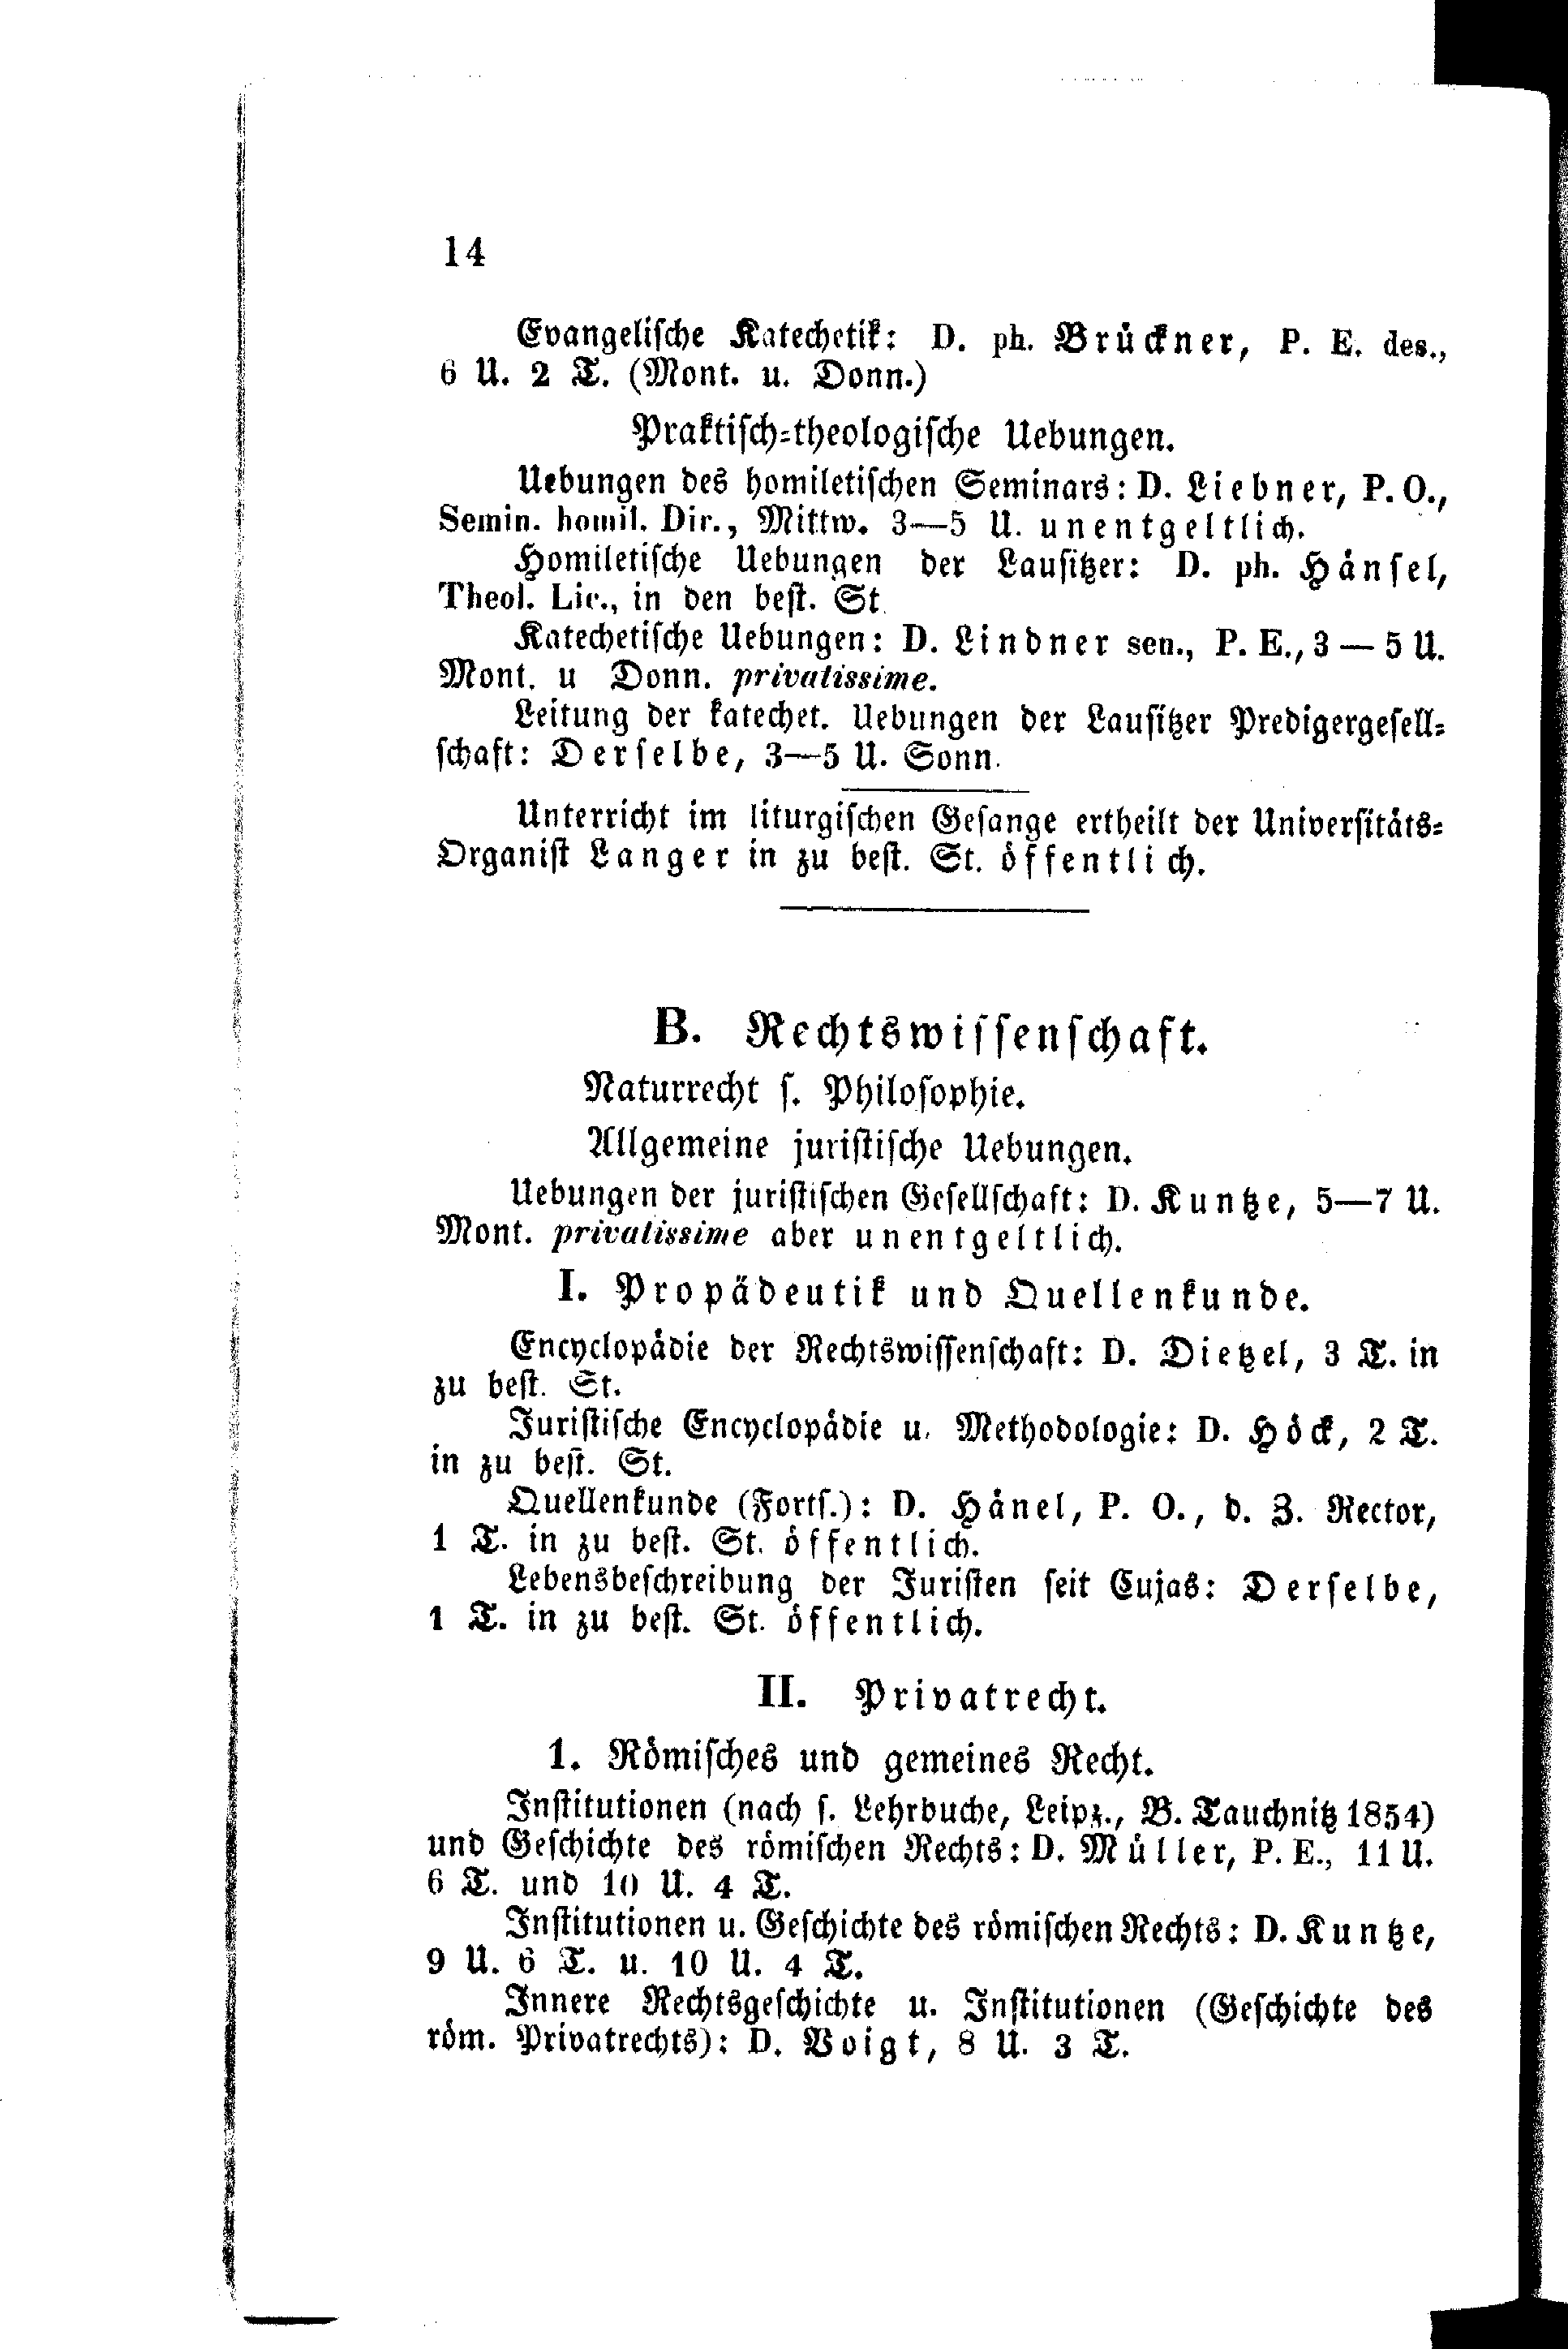 14
Evangelische Katechetik: D. ph. Brückner, P. E. des.,
6 U. 2 T. (Mont. u. Donn.)
Praktisch-theologische Uebungen.
Uebungen des homiletischen Seminars: D. Liebner, P. O.,
Semin. homil. Dir., Mittw. 3—5 U. unentgeltlich.
Homiletische Uebungen der Lausitzer: D. ph. Hänsel,
Theol. Lic., in den best. St.
Katechetische Uebungen: D. Lindner sen., P. E., 3 — 5 U.
Mont. u Donn. privatissime.
Leitung der katechet. Uebungen der Lausitzer Predigergesell-
schaft: Derselbe, 3—5 U. Sonn.
Unterricht im liturgischen Gesange ertheilt der Universitäts-
Organist Langer in zu best. St. öffentlich.
B. Rechtswissenschaft.
Naturrecht s. Philosophie.
Allgemeine juristische Uebungen.
Uebungen der juristischen Gesellschaft: D. Kuntze, 5—7 U.
Mont. privatissime aber unentgeltlich.
I. Propädeutik und Quellenkunde.
Encyclopädie der Rechtswissenschaft: D. Dietzel, 3 T. in
zu best. St.
Juristische Encyclopädie u. Methodologie: D. Höck, 2 T.
in zu best. St.
Quellenkunde (Forts.): D. Hänel, P. O., d. Z. Rector,
1 T. in zu best. St. öffentlich.
Lebensbeschreibung der Juristen seit Cujas: Derselbe,
1 T. in zu best. St. öffentlich.
II. Privatrecht.
1. Römisches und gemeines Recht.
Institutionen (nach s. Lehrbuche, Leipz., B. Tauchnitz 1854)
und Geschichte des römischen Rechts: D. Müller, P. E., 11 U.
6 T. und 10 U. 4 T.
Institutionen u. Geschichte des römischen Rechts: D. Kuntze,
9 U. 6 T. u. 10 U. 4 T.
Innere Rechtsgeschichte u. Institutionen (Geschichte des
röm. Privatrechts): D. Voigt, 8 U. 3 T.